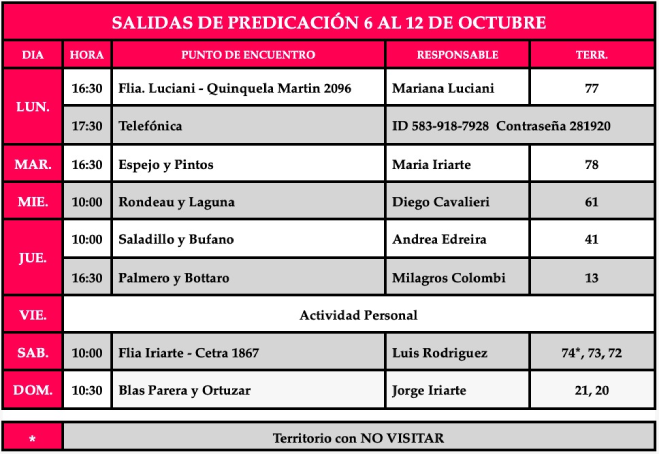 SALIDAS DE PREDICACIÓN 6 AL 12 DE OCTUBRE
DIA HORA PUNTO DE ENCUENTRO RESPONSABLE TERR.
LUN. 16:30 Flia. Luciani - Quinquela Martin 2096 Mariana Luciani 77
17:30 Telefónica ID 583-918-7928 Contraseña 281920
MAR. 16:30 Espejo y Pintos Maria Iriarte 78
MIE. 10:00 Rondeau y Laguna Diego Cavalieri 61
JUE. 10:00 Saladillo y Bufano Andrea Edreira 41
16:30 Palmero y Bottaro Milagros Colombi 13
VIE. Actividad Personal
SAB. 10:00 Flia Iriarte - Cetra 1867 Luis Rodriguez 74*, 73, 72
DOM. 10:30 Blas Parera y Ortuzar Jorge Iriarte 21, 20
* Territorio con NO VISITAR